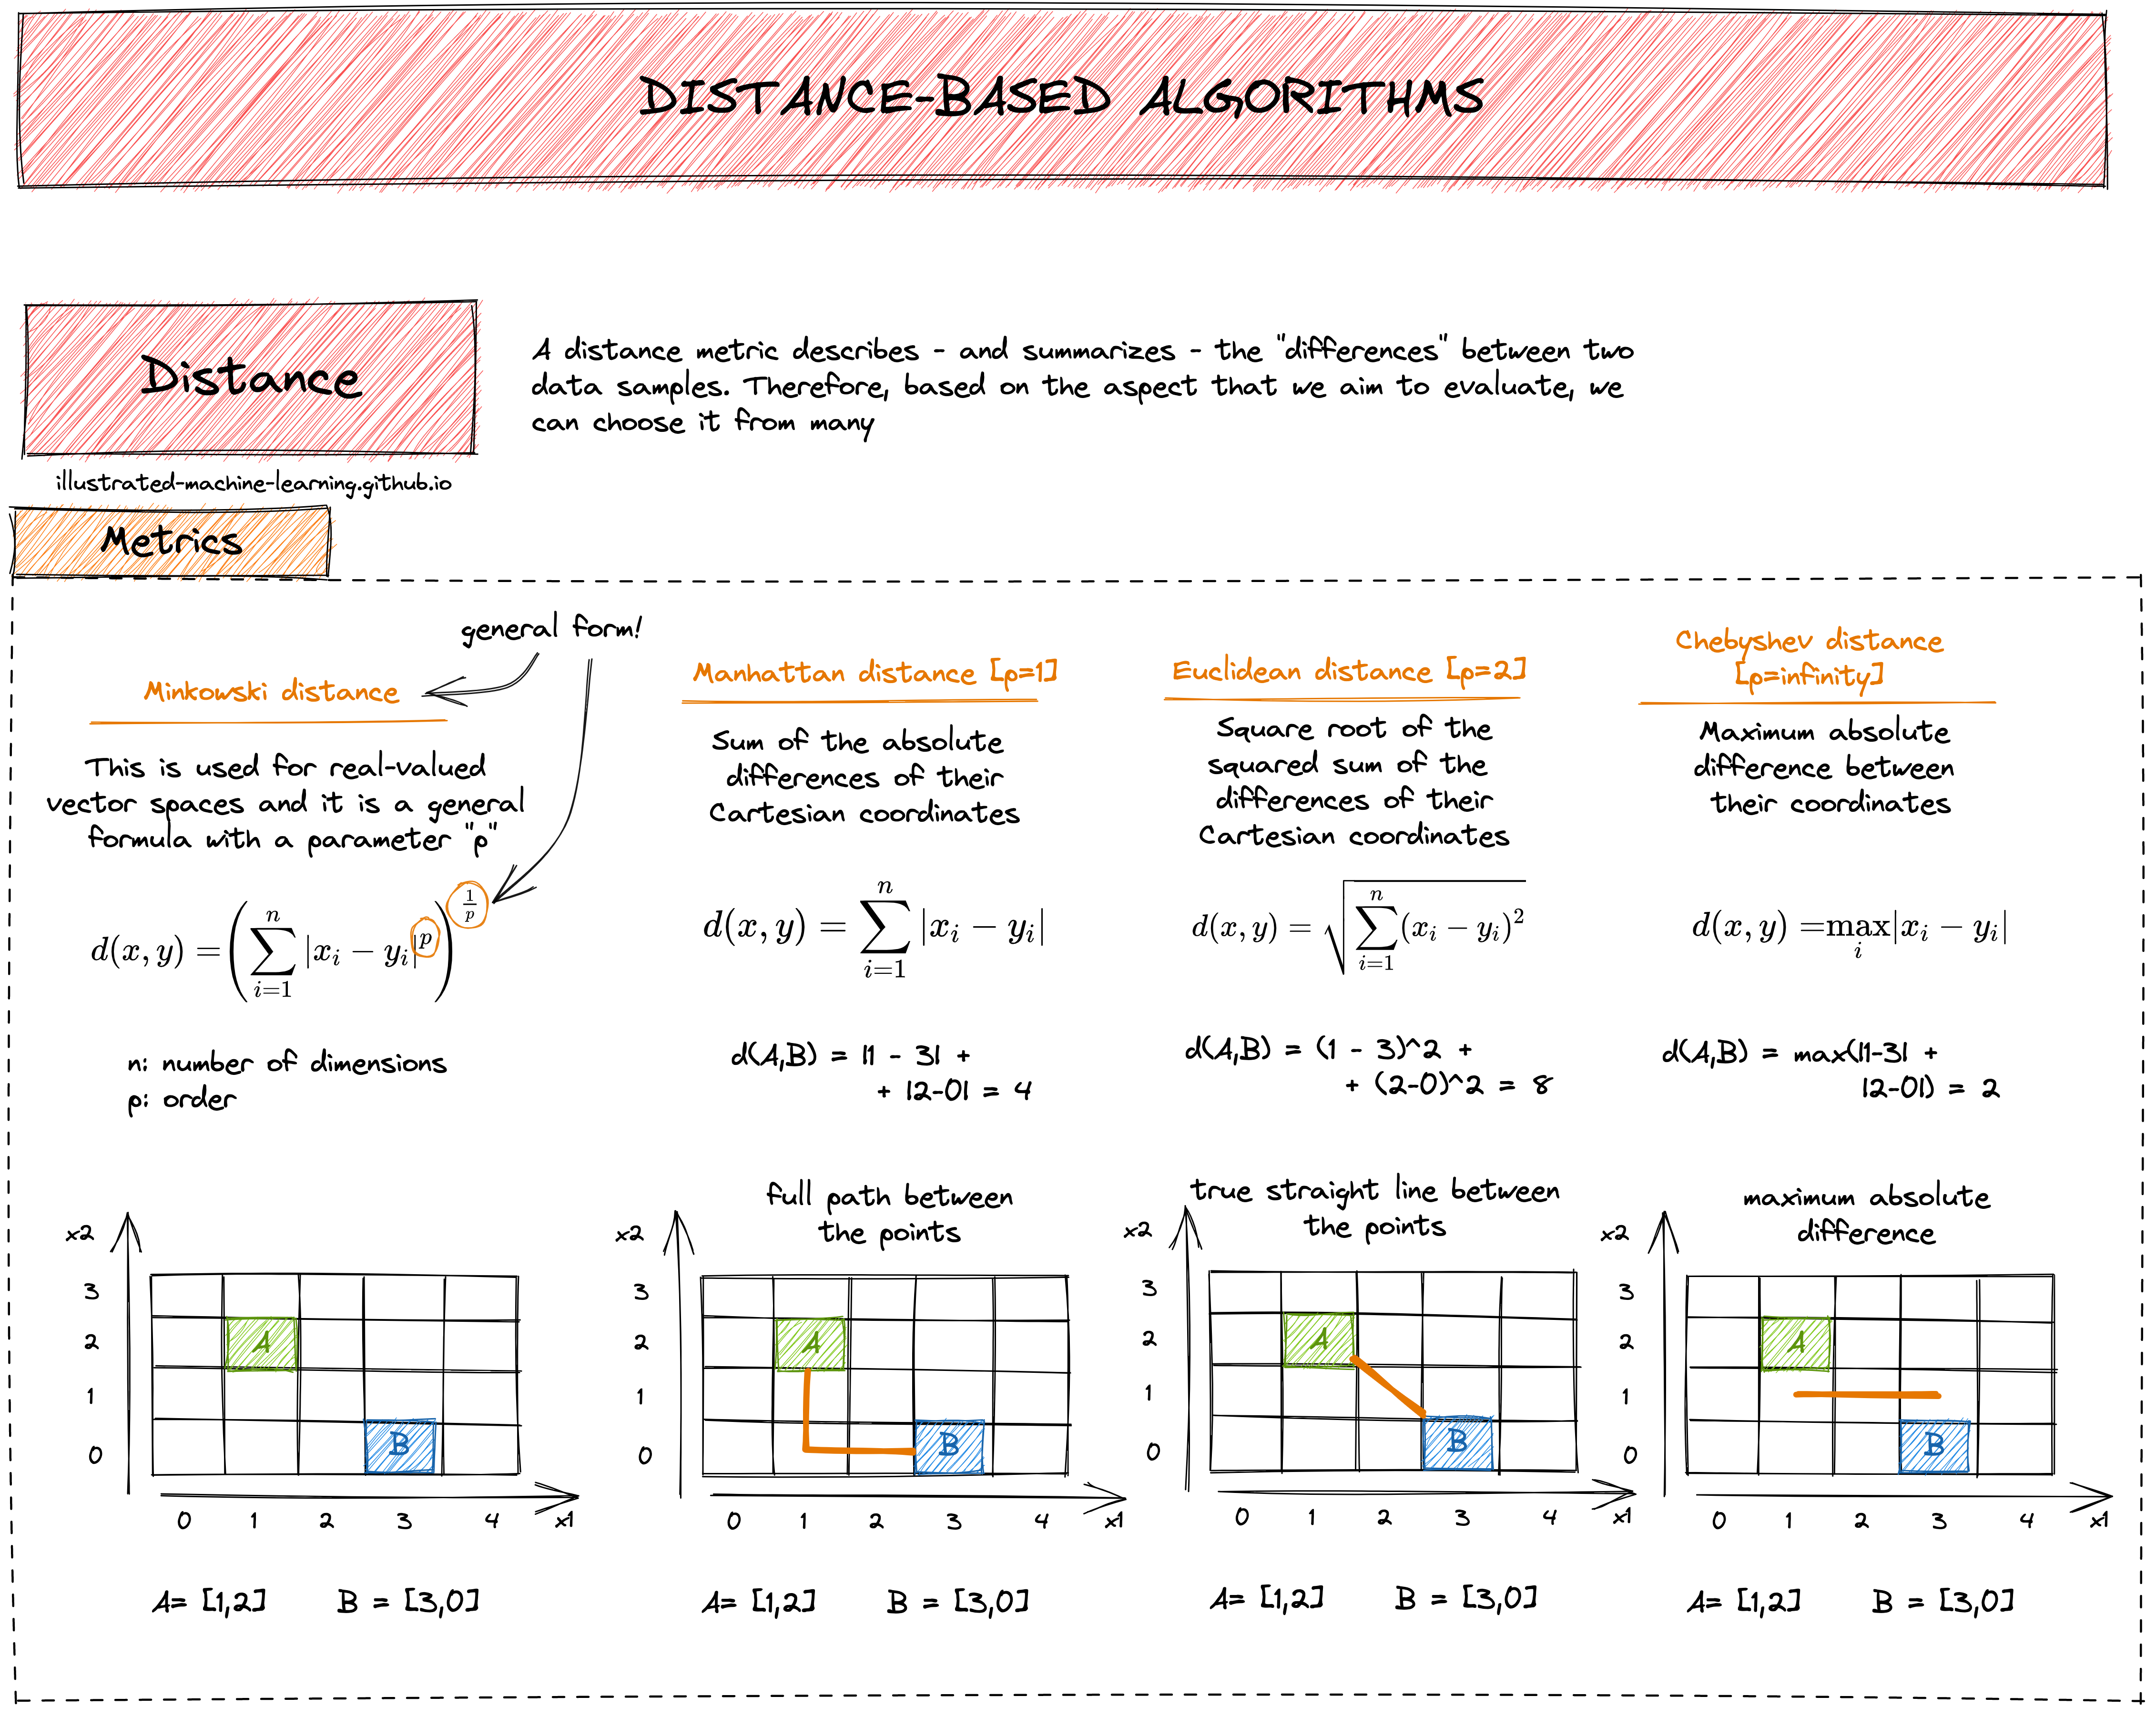 DISTANCE-BASED ALGORITHMS
Distance
A distance metric describes - and summarizes - the "differences" between two
data samples. Therefore, based on the aspect that we aim to evaluate, we
can choose it from many
illustrated-machine-learning.github.io
Metrics
general form!
Minkowski distance
This is used for real-valued
vector spaces and it is a general
formula with a parameter "p"
d(x, y) = (∑_{i=1}^{n} |x_i − y_i|^p)^{1/p}
n: number of dimensions
p: order
x2
3
2
1
0
A
B
0 1 2 3 4 x1
A= [1,2] B = [3,0]
Manhattan distance [p=1]
Sum of the absolute
differences of their
Cartesian coordinates
d(x, y) = ∑_{i=1}^{n} |x_i − y_i|
d(A,B) = |1 - 3| +
+ |2-0| = 4
full path between
the points
x2
3
2
1
0
A
B
0 1 2 3 4 x1
A= [1,2] B = [3,0]
Euclidean distance [p=2]
Square root of the
squared sum of the
differences of their
Cartesian coordinates
d(x, y) = √(∑_{i=1}^{n} (x_i − y_i)^2)
d(A,B) = (1 - 3)^2 +
+ (2-0)^2 = 8
true straight line between
the points
x2
3
2
1
0
A
B
0 1 2 3 4 x1
A= [1,2] B = [3,0]
Chebyshev distance
[p=infinity]
Maximum absolute
difference between
their coordinates
d(x, y) = max_i |x_i − y_i|
d(A,B) = max(|1-3| +
|2-0|) = 2
maximum absolute
difference
x2
3
2
1
0
A
B
0 1 2 3 4 x1
A= [1,2] B = [3,0]